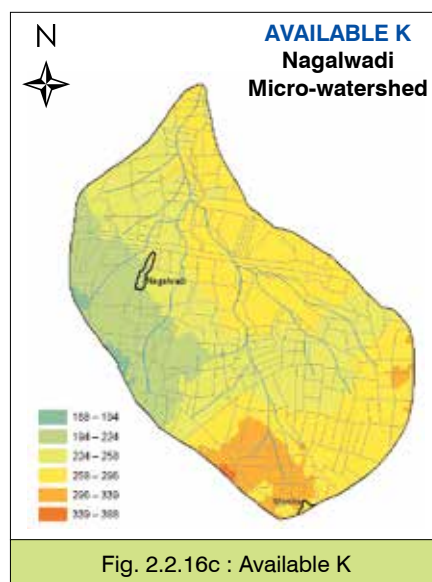 N
AVAILABLE K
Nagalwadi
Micro-watershed
Nagalwadi
168 – 194
194 – 224
224 – 258
258 – 296
296 – 339
339 – 388
Fig. 2.2.16c : Available K